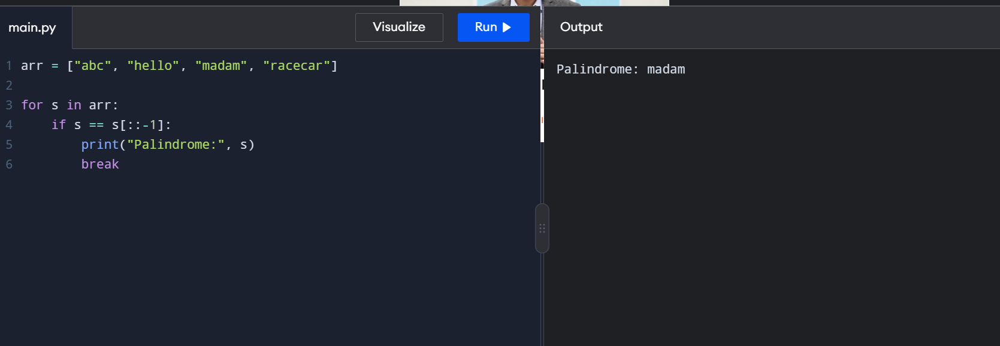 main.py
Visualize
Run
Output
1 arr = ["abc", "hello", "madam", "racecar"]
2
3 for s in arr:
4     if s == s[::-1]:
5         print("Palindrome:", s)
6         break
Palindrome: madam